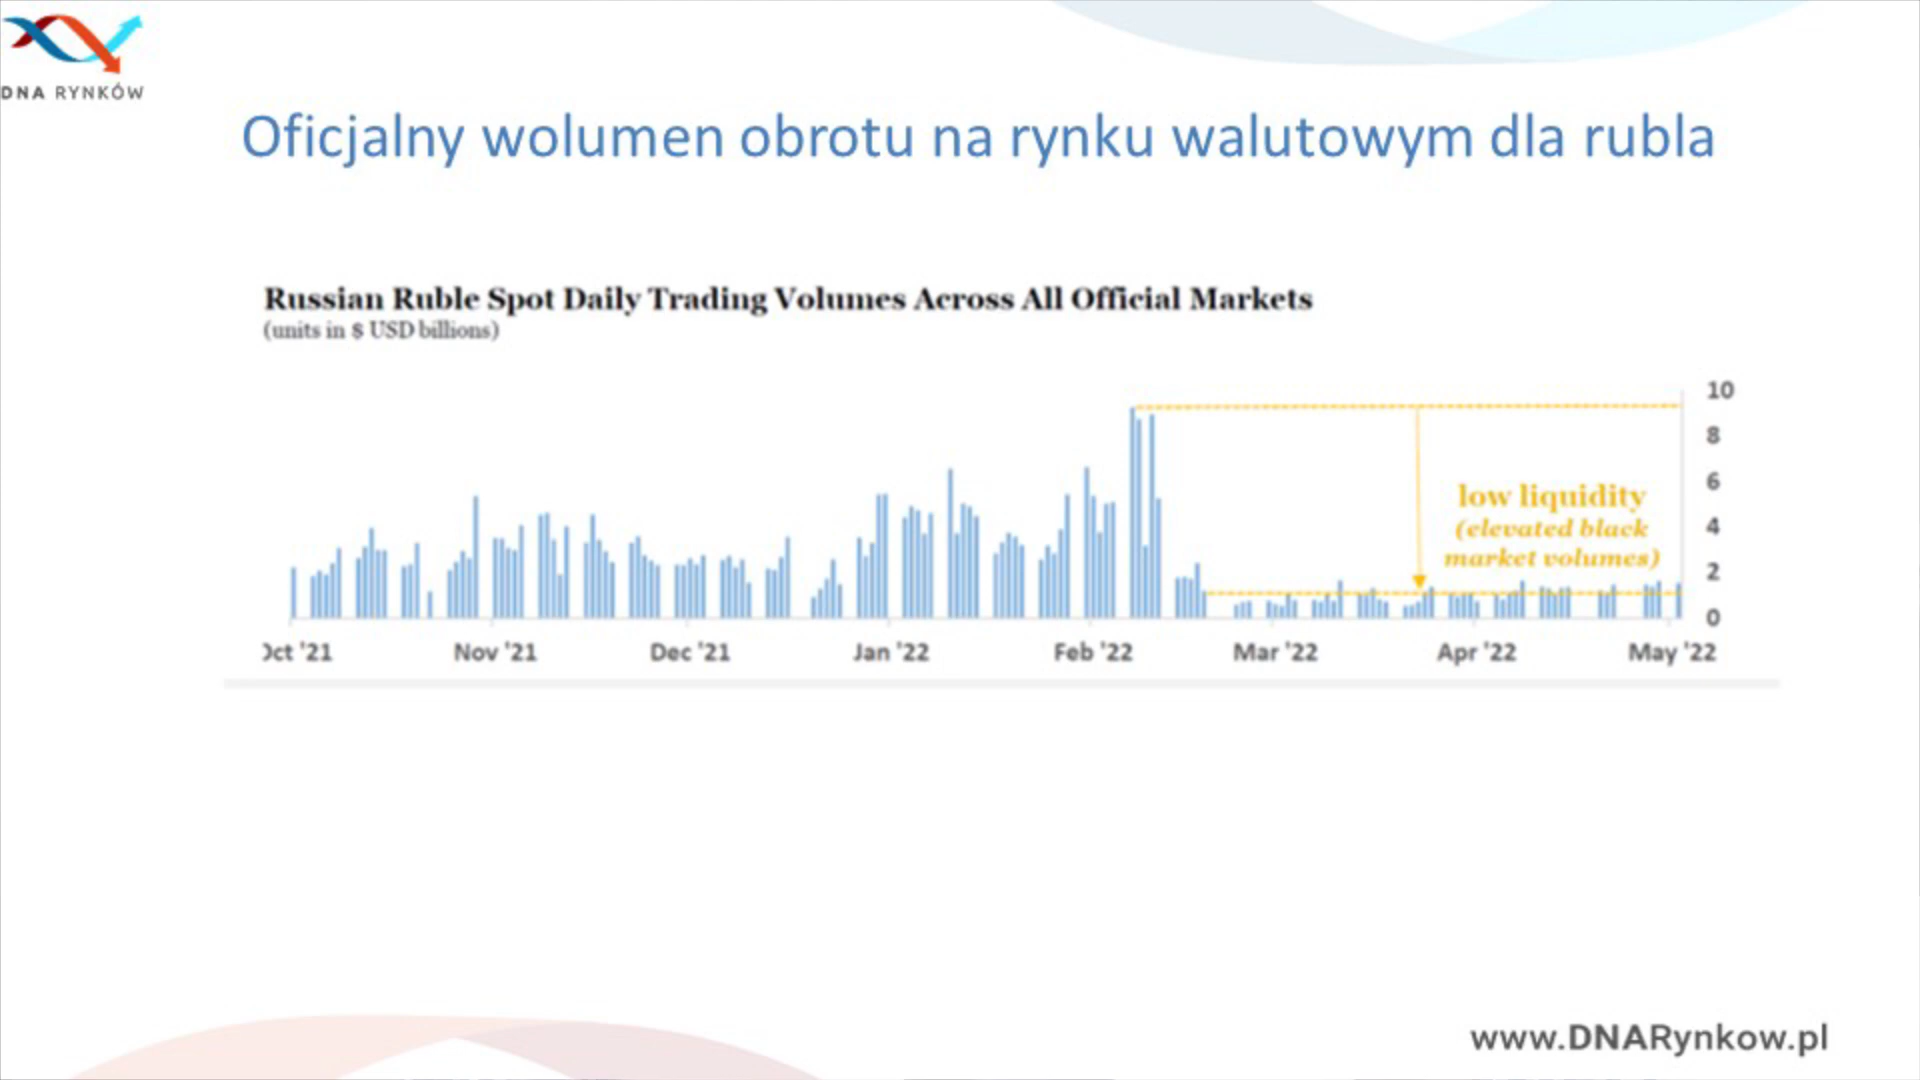 DNA RYNKÓW
Oficjalny wolumen obrotu na rynku walutowym dla rubla
Russian Ruble Spot Daily Trading Volumes Across All Official Markets
(units in $ USD billions)
10
8
6
4
2
0
low liquidity
(elevated black
market volumes)
Oct '21 Nov '21 Dec '21 Jan '22 Feb '22 Mar '22 Apr '22 May '22
www.DNARynkow.pl